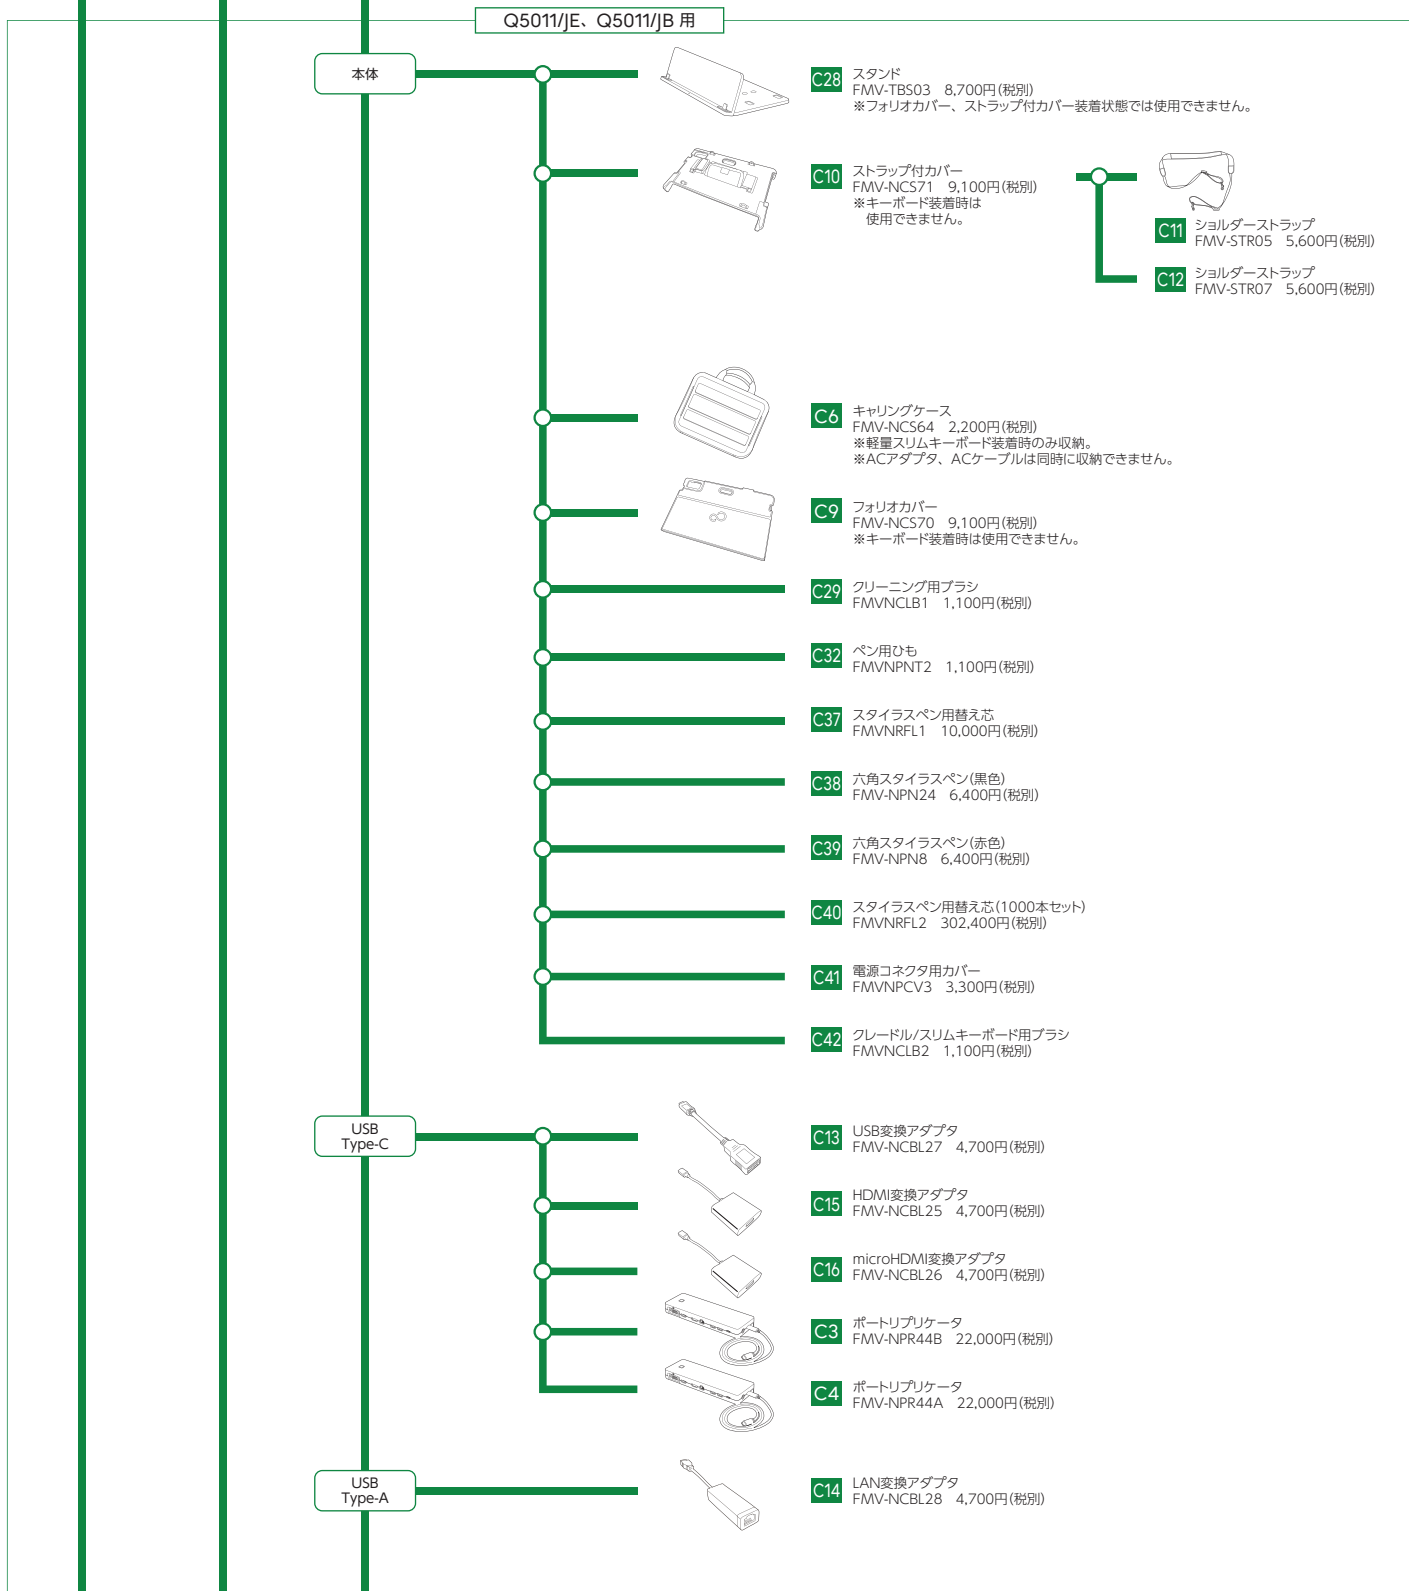 Q5011/JE、Q5011/JB 用
本体
C28
スタンド
FMV-TBS03 8,700円(税別)
※フォリオカバー、ストラップ付カバー装着状態では使用できません。
C10
ストラップ付カバー
FMV-NCS71 9,100円(税別)
※キーボード装着時は
使用できません。
C11
ショルダーストラップ
FMV-STR05 5,600円(税別)
C12
ショルダーストラップ
FMV-STR07 5,600円(税別)
C6
キャリングケース
FMV-NCS64 2,200円(税別)
※軽量スリムキーボード装着時のみ収納。
※ACアダプタ、ACケーブルは同時に収納できません。
C9
フォリオカバー
FMV-NCS70 9,100円(税別)
※キーボード装着時は使用できません。
C29
クリーニング用ブラシ
FMVNCLB1 1,100円(税別)
C32
ペン用ひも
FMVNPNT2 1,100円(税別)
C37
スタイラスペン用替え芯
FMVNRFL1 10,000円(税別)
C38
六角スタイラスペン(黒色)
FMV-NPN24 6,400円(税別)
C39
六角スタイラスペン(赤色)
FMV-NPN8 6,400円(税別)
C40
スタイラスペン用替え芯(1000本セット)
FMVNRFL2 302,400円(税別)
C41
電源コネクタ用カバー
FMVNPCV3 3,300円(税別)
C42
クレードル/スリムキーボード用ブラシ
FMVNCLB2 1,100円(税別)
USB
Type-C
C13
USB変換アダプタ
FMV-NCBL27 4,700円(税別)
C15
HDMI変換アダプタ
FMV-NCBL25 4,700円(税別)
C16
microHDMI変換アダプタ
FMV-NCBL26 4,700円(税別)
C3
ポートリプリケータ
FMV-NPR44B 22,000円(税別)
C4
ポートリプリケータ
FMV-NPR44A 22,000円(税別)
USB
Type-A
C14
LAN変換アダプタ
FMV-NCBL28 4,700円(税別)